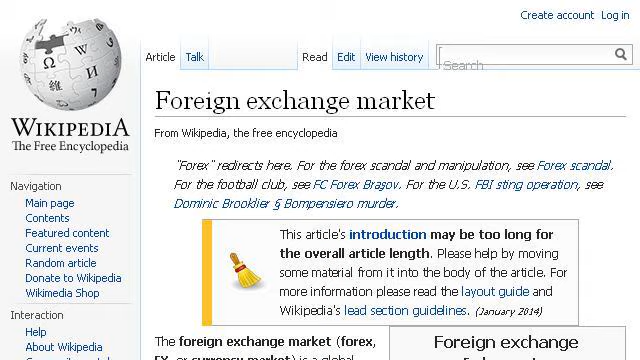 Create account Log in
Article Talk Read Edit View history Search
WIKIPEDIA
The Free Encyclopedia
Foreign exchange market
From Wikipedia, the free encyclopedia
"Forex" redirects here. For the forex scandal and manipulation, see Forex scandal.
For the football club, see FC Forex Brașov. For the U.S. FBI sting operation, see
Dominic Brooklier § Bompensiero murder.
Navigation
Main page
Contents
Featured content
Current events
Random article
Donate to Wikipedia
Wikimedia Shop
Interaction
Help
About Wikipedia
This article's introduction may be too long for
the overall article length. Please help by moving
some material from it into the body of the article. For
more information please read the layout guide and
Wikipedia's lead section guidelines. (January 2014)
The foreign exchange market (forex,
FX, or currency market) is a global
Foreign exchange